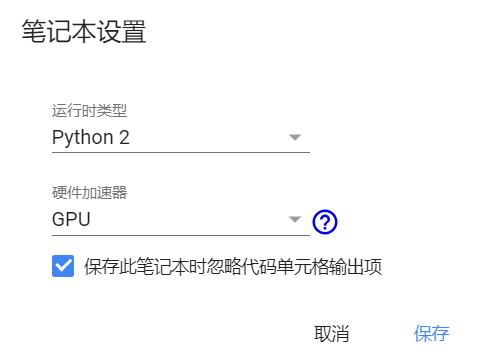 笔记本设置
运行时类型
Python 2
硬件加速器
GPU
?
保存此笔记本时忽略代码单元格输出项
取消 保存